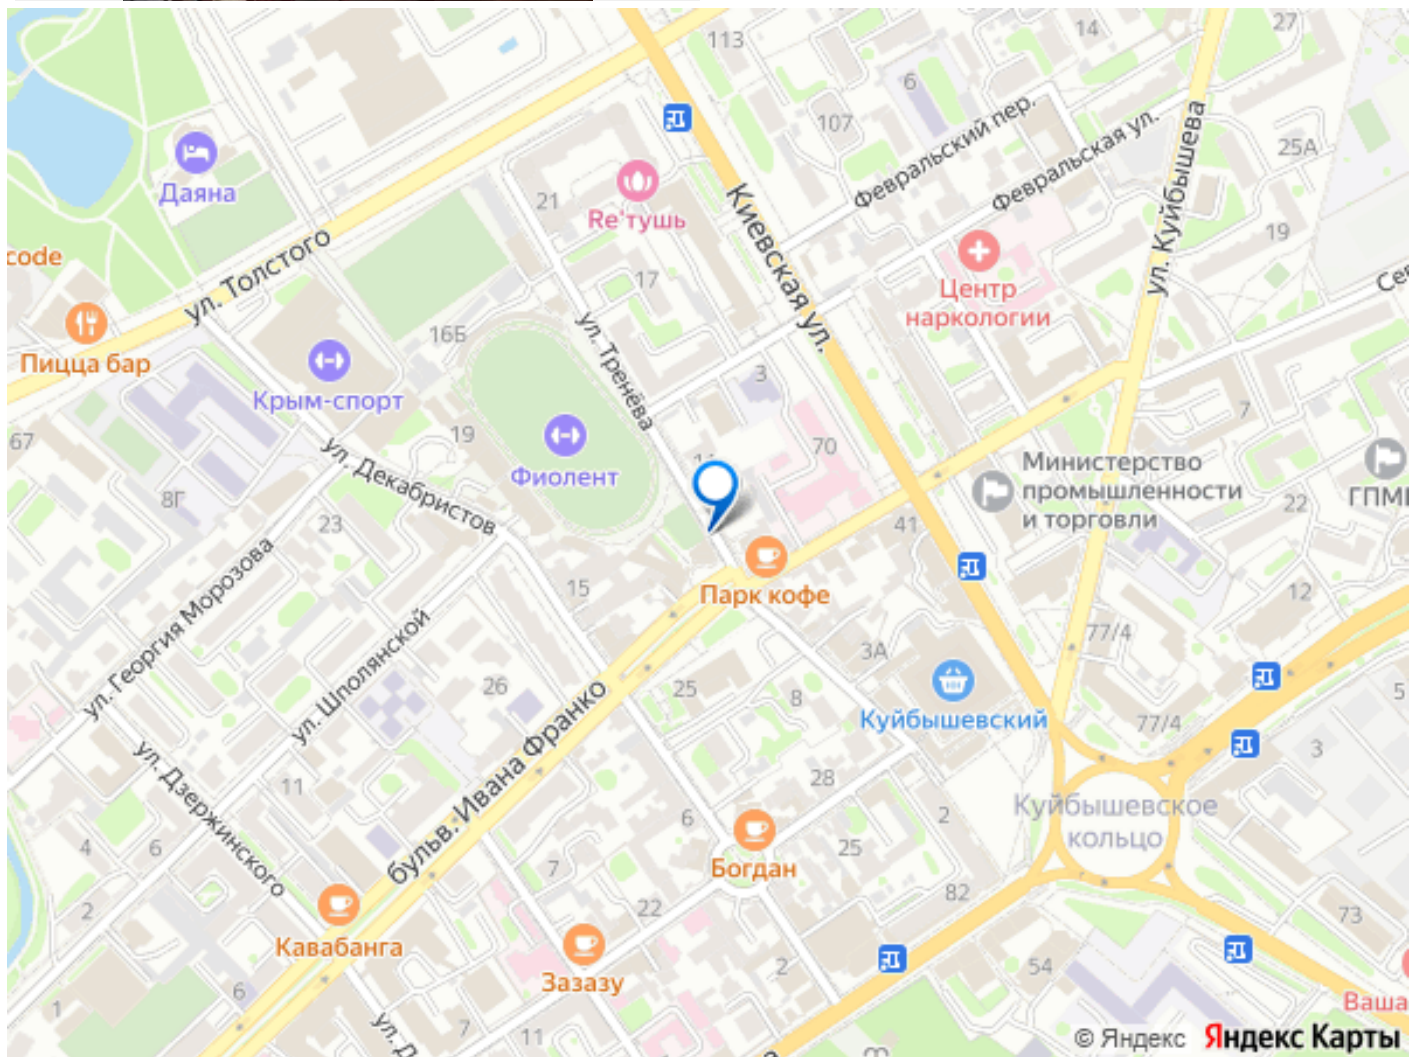 113
14
27
6
Февральский пер.
107
Февральская ул.
ул. Куйбышева
25А
Даяна
21
Re'тушь
Киевская ул.
19
code
ул. Толстого
17
Центр
наркологии
16Б
ул. Тренёва
Пицца бар
Крым-спорт
3
7
67
19
ул. Декабристов
Фиолент
70
Министерство
промышленности
и торговли
8Г
23
41
22
ул. Георгия Морозова
15
Парк кофе
12
ул. Шполянской
3А
77/4
26
25
8
Куйбышевский
77/4
5
3
ул. Дзержинского
11
бульв. Ивана Франко
28
Куйбышевское
кольцо
4
6
6
2
Богдан
25
7
82
2
22
73
Кавабанга
Зазазу
2
54
6
Ваша
1
7
11
© Яндекс Яндекс Карты